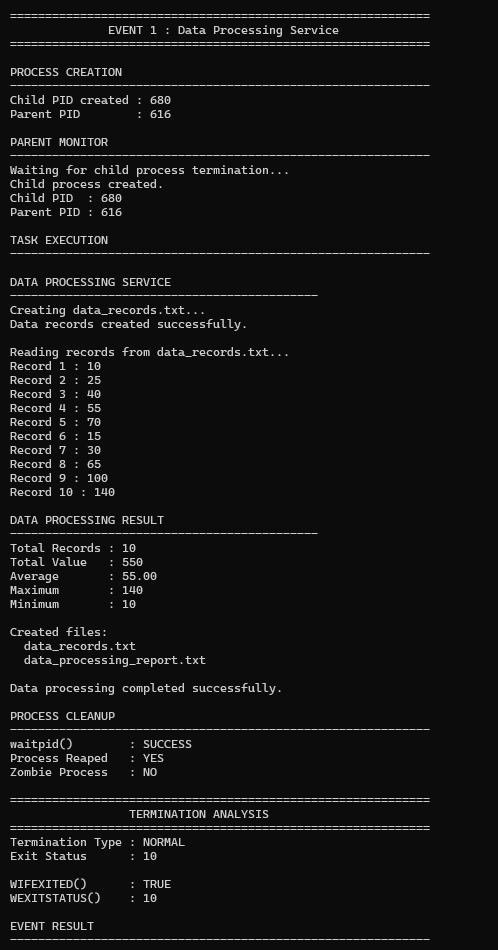 EVENT 1 : Data Processing Service
PROCESS CREATION
Child PID created : 680
Parent PID        : 616
PARENT MONITOR
Waiting for child process termination...
Child process created.
Child PID  : 680
Parent PID : 616
TASK EXECUTION
DATA PROCESSING SERVICE
Creating data_records.txt...
Data records created successfully.
Reading records from data_records.txt...
Record 1 : 10
Record 2 : 25
Record 3 : 40
Record 4 : 55
Record 5 : 70
Record 6 : 15
Record 7 : 30
Record 8 : 65
Record 9 : 100
Record 10 : 140
DATA PROCESSING RESULT
Total Records : 10
Total Value   : 550
Average       : 55.00
Maximum       : 140
Minimum       : 10
Created files:
  data_records.txt
  data_processing_report.txt
Data processing completed successfully.
PROCESS CLEANUP
waitpid()        : SUCCESS
Process Reaped   : YES
Zombie Process   : NO
TERMINATION ANALYSIS
Termination Type : NORMAL
Exit Status      : 10
WIFEXITED()      : TRUE
WEXITSTATUS()    : 10
EVENT RESULT